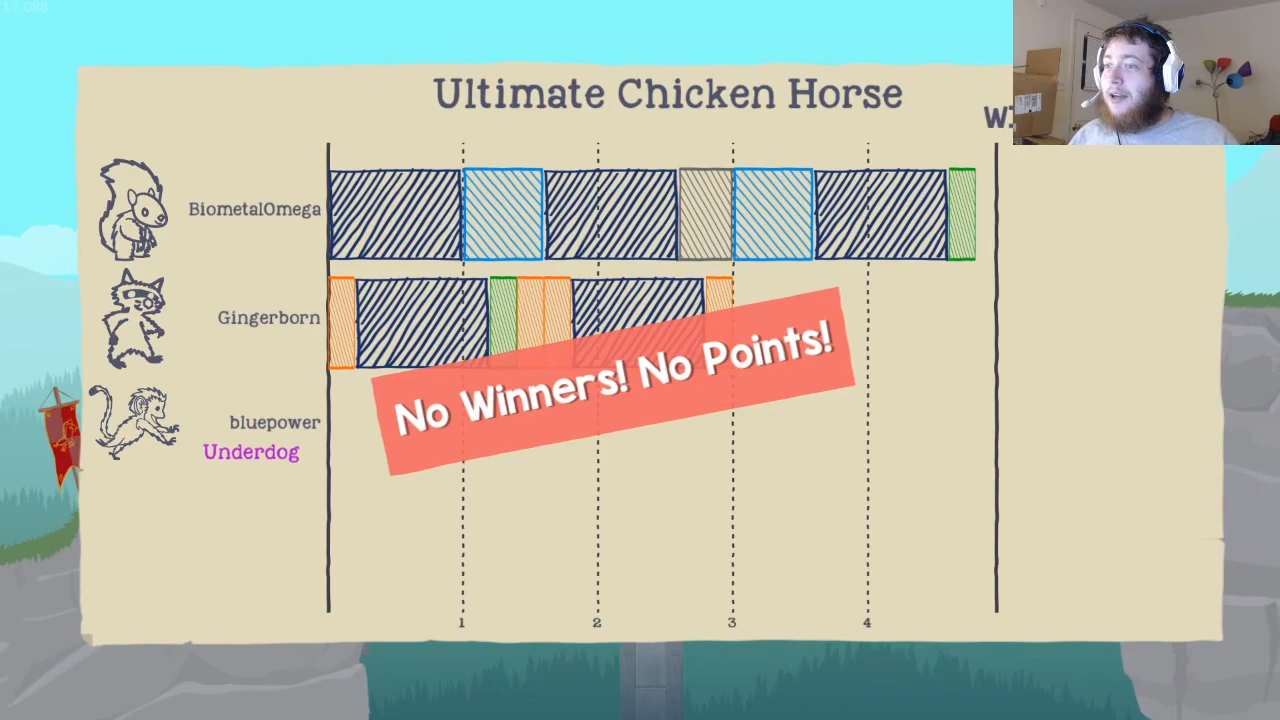 Ultimate Chicken Horse
BiometalOmega
Gingerborn
No Winners! No Points!
bluepower
Underdog
1 2 3 4